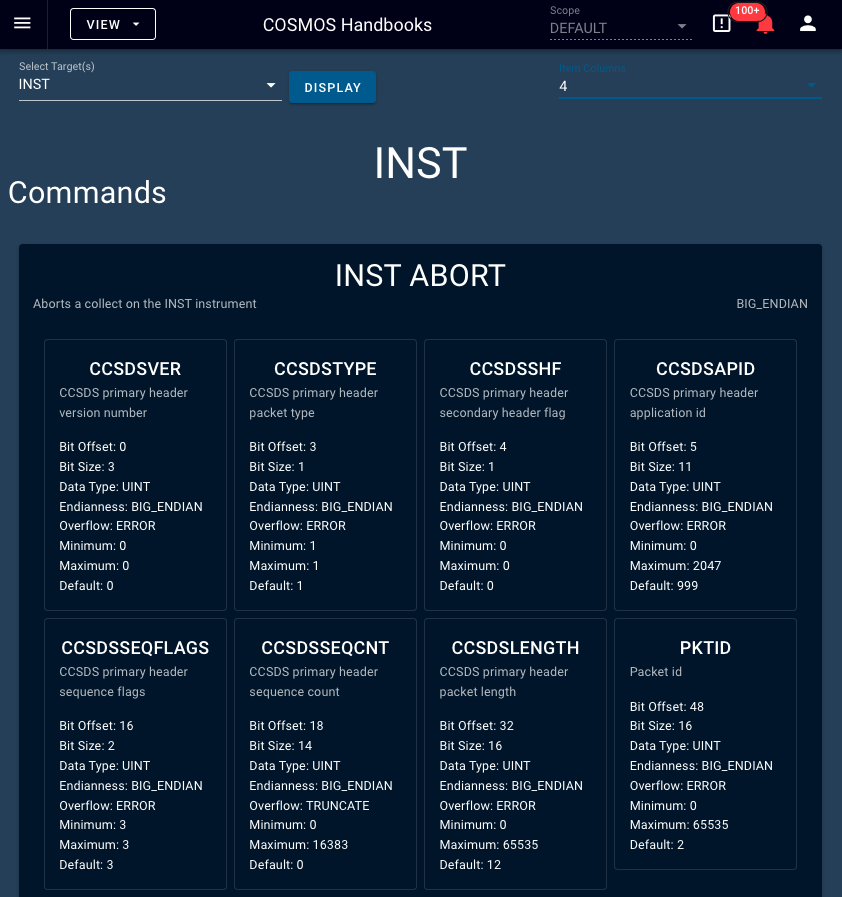 VIEW
COSMOS Handbooks
Scope
DEFAULT
100+
Select Target(s)
INST
DISPLAY
Item Columns
4
INST
Commands
INST ABORT
Aborts a collect on the INST instrument
BIG_ENDIAN
CCSDSVER
CCSDS primary header
version number
Bit Offset: 0
Bit Size: 3
Data Type: UINT
Endianness: BIG_ENDIAN
Overflow: ERROR
Minimum: 0
Maximum: 0
Default: 0
CCSDSTYPE
CCSDS primary header
packet type
Bit Offset: 3
Bit Size: 1
Data Type: UINT
Endianness: BIG_ENDIAN
Overflow: ERROR
Minimum: 1
Maximum: 1
Default: 1
CCSDSSHF
CCSDS primary header
secondary header flag
Bit Offset: 4
Bit Size: 1
Data Type: UINT
Endianness: BIG_ENDIAN
Overflow: ERROR
Minimum: 0
Maximum: 0
Default: 0
CCSDSAPID
CCSDS primary header
application id
Bit Offset: 5
Bit Size: 11
Data Type: UINT
Endianness: BIG_ENDIAN
Overflow: ERROR
Minimum: 0
Maximum: 2047
Default: 999
CCSDSSEQFLAGS
CCSDS primary header
sequence flags
Bit Offset: 16
Bit Size: 2
Data Type: UINT
Endianness: BIG_ENDIAN
Overflow: ERROR
Minimum: 3
Maximum: 3
Default: 3
CCSDSSEQCNT
CCSDS primary header
sequence count
Bit Offset: 18
Bit Size: 14
Data Type: UINT
Endianness: BIG_ENDIAN
Overflow: TRUNCATE
Minimum: 0
Maximum: 16383
Default: 0
CCSDSLENGTH
CCSDS primary header
packet length
Bit Offset: 32
Bit Size: 16
Data Type: UINT
Endianness: BIG_ENDIAN
Overflow: ERROR
Minimum: 0
Maximum: 65535
Default: 12
PKTID
Packet id
Bit Offset: 48
Bit Size: 16
Data Type: UINT
Endianness: BIG_ENDIAN
Overflow: ERROR
Minimum: 0
Maximum: 65535
Default: 2